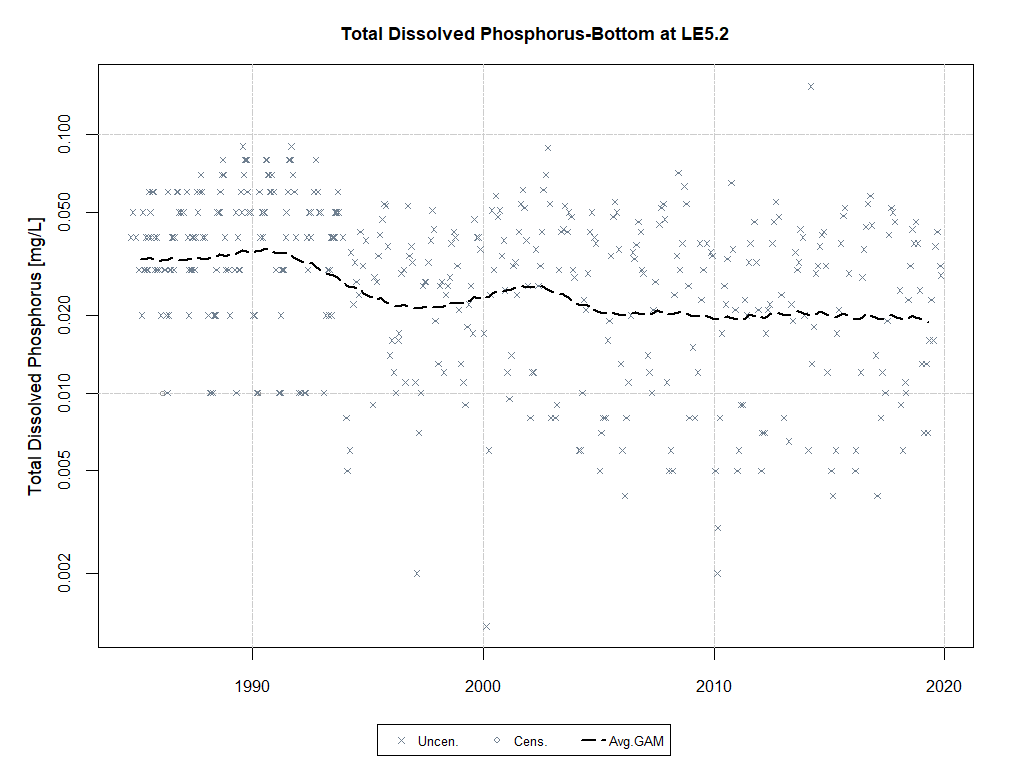 Total Dissolved Phosphorus-Bottom at LE5.2
Total Dissolved Phosphorus [mg/L]
0.100
0.050
0.020
0.010
0.005
0.002
1990 2000 2010 2020
Uncen. Cens. Avg.GAM